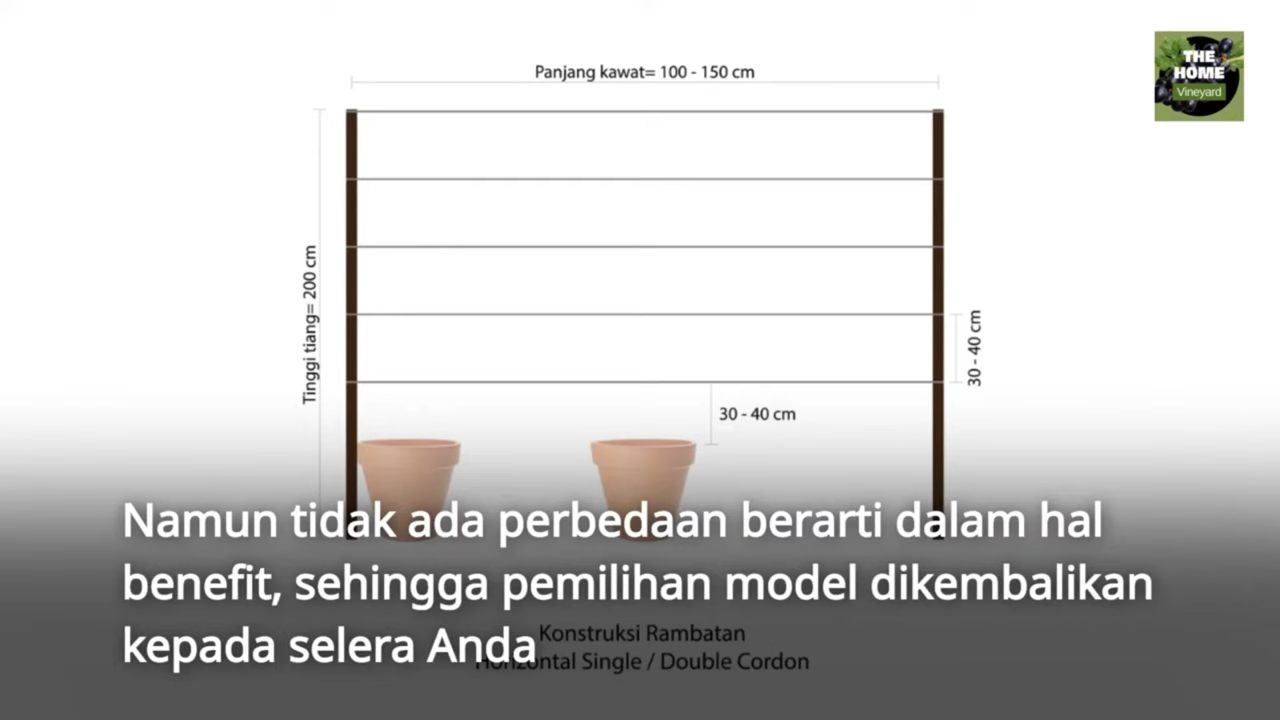 THE
HOME
Vineyard
Panjang kawat= 100 - 150 cm
Tinggi tiang= 200 cm
30 - 40 cm
30 - 40 cm
Namun tidak ada perbedaan berarti dalam hal
benefit, sehingga pemilihan model dikembalikan
kepada selera Anda
Konstruksi Rambatan
Horizontal Single / Double Cordon